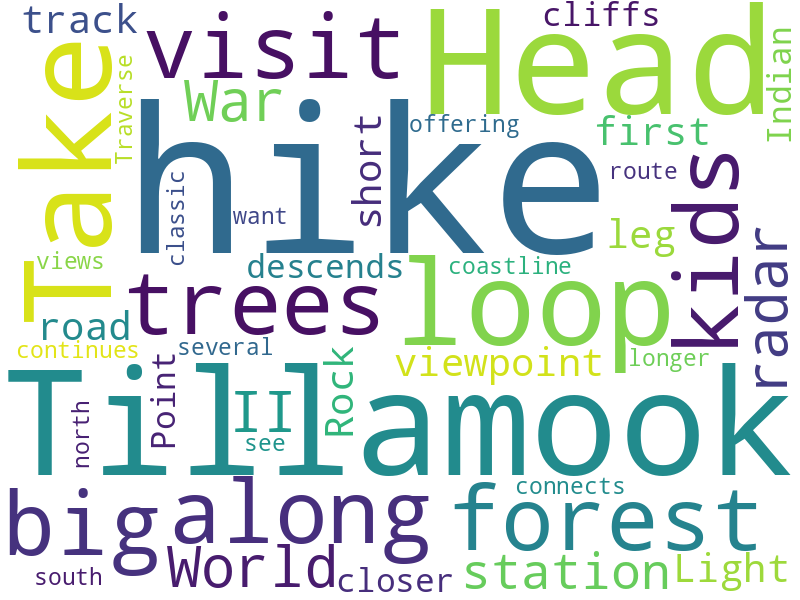 track
visit
Head
cliffs
Take
Traverse
War
hike
short
offering
first
Indian
classic
want
route
kids
views
descends
leg
coastline
radar
trees
loop
road
continues
several
viewpoint
longer
Point
Rock
Tillamook
II
north
see
big
along
forest
connects
south
World
closer
station
Light